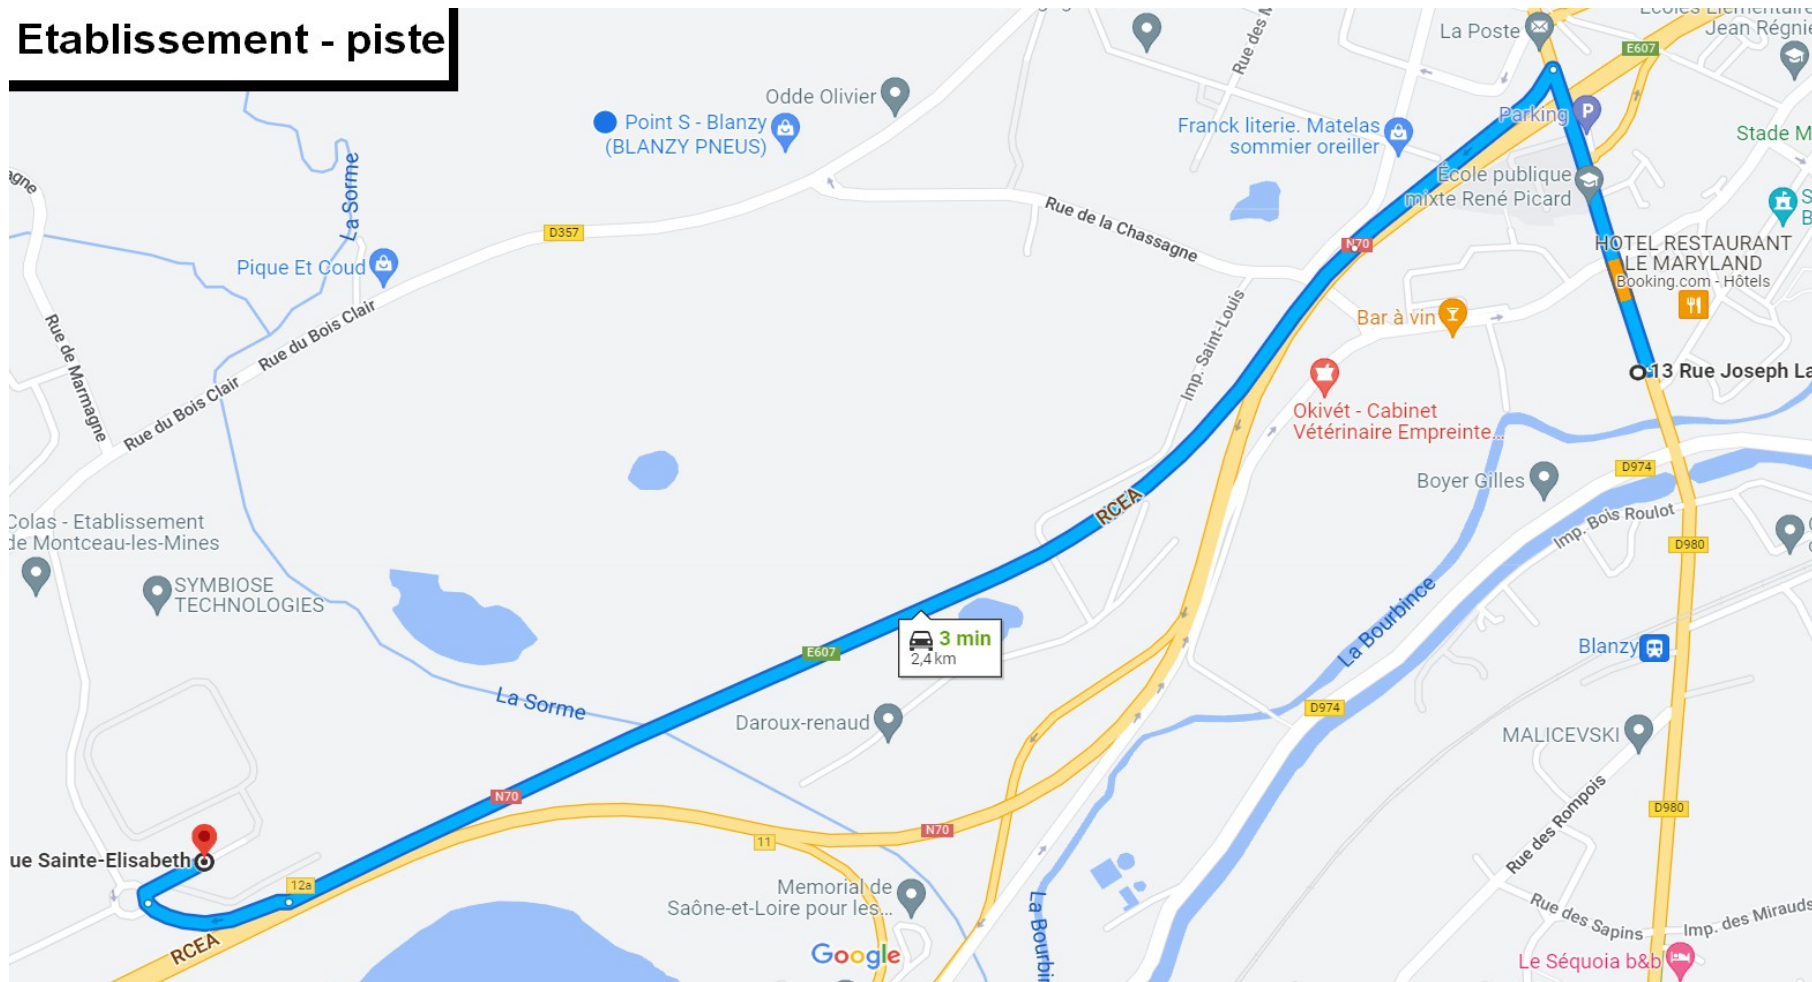 Etablissement - piste
La Poste
Jean Régnie
E607
Rue des M
Odde Olivier
Parking
P
Point S - Blanzy
(BLANZY PNEUS)
Franck literie. Matelas
sommier oreiller
Stade M
École publique
mixte René Picard
agne
La Sorme
Rue de la Chassagne
D357
N70
HOTEL RESTAURANT
LE MARYLAND
Booking.com - Hôtels
Pique Et Coud
Rue du Bois Clair
Bar à vin
Imp. Saint-Louis
Rue de Marmagne
13 Rue Joseph La
Rue du Bois Clair
Okivét - Cabinet
Vétérinaire Empreinte...
D974
Boyer Gilles
RCEA
Imp. Bois Roulot
Colas - Etablissement
de Montceau-les-Mines
D980
SYMBIOSE
TECHNOLOGIES
La Bourbince
3 min
2,4 km
E607
Blanzy
La Sorme
D974
Daroux-renaud
MALICEVSKI
N70
D980
N70
11
Rue des Rompois
ue Sainte-Elisabeth
12a
Memorial de
Saône-et-Loire pour les...
La Bourbin
Rue des Sapins
Imp. des Mirauds
RCEA
Google
Le Séquoia b&b